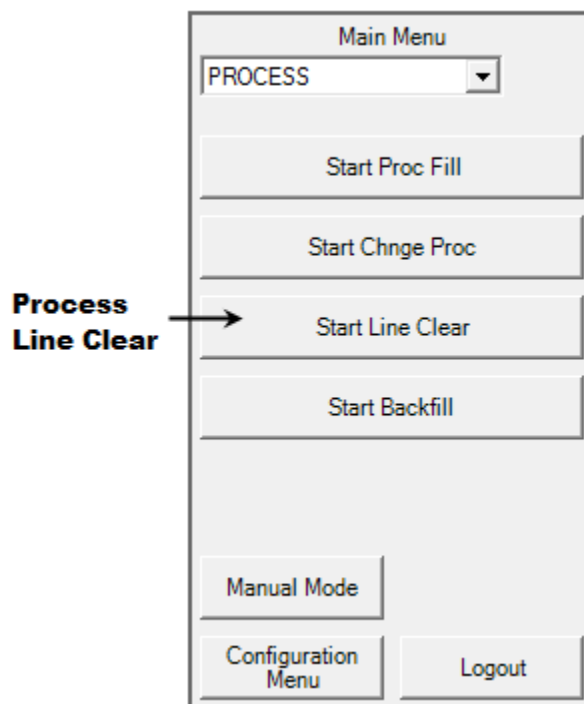 Main Menu
PROCESS
Start Proc Fill
Start Chnge Proc
Process
Line Clear
Start Line Clear
Start Backfill
Manual Mode
Configuration
Menu
Logout